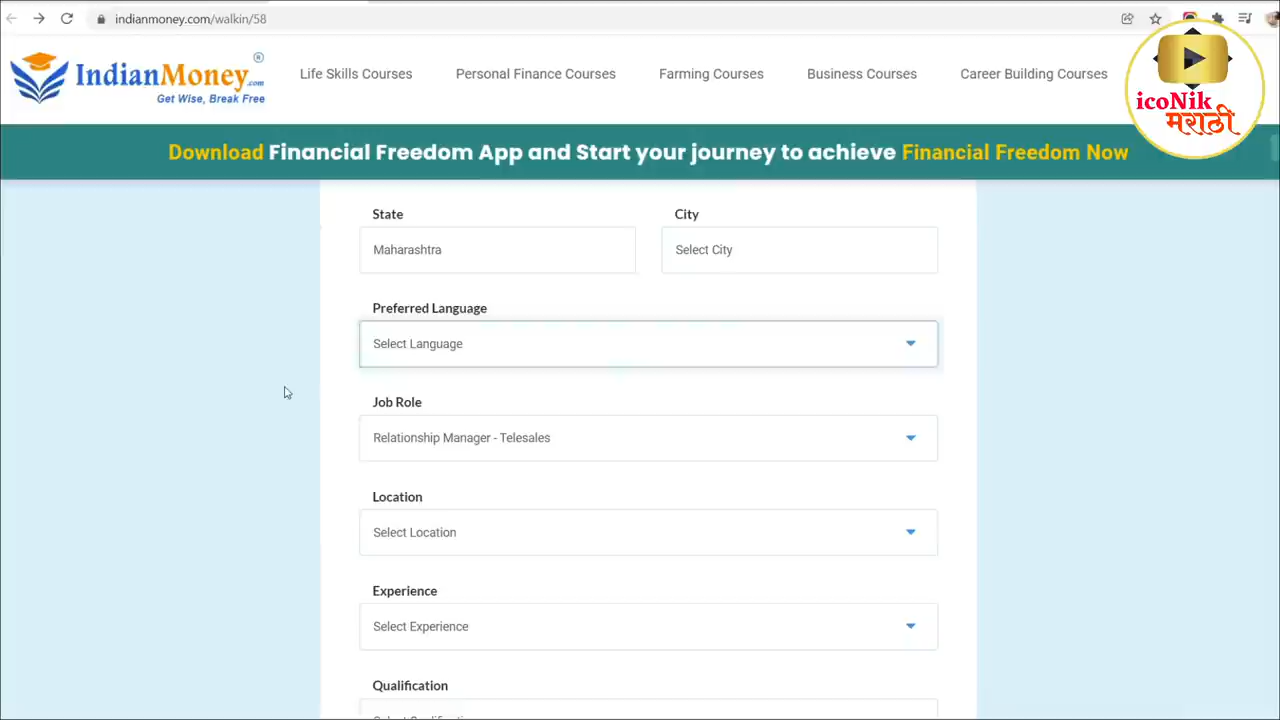 indianmoney.com/walkin/58
IndianMoney.com ®
Get Wise, Break Free
Life Skills Courses
Personal Finance Courses
Farming Courses
Business Courses
Career Building Courses
icoNik
मराठी
Download Financial Freedom App and Start your journey to achieve Financial Freedom Now
State
City
Maharashtra
Select City
Preferred Language
Select Language
Job Role
Relationship Manager - Telesales
Location
Select Location
Experience
Select Experience
Qualification